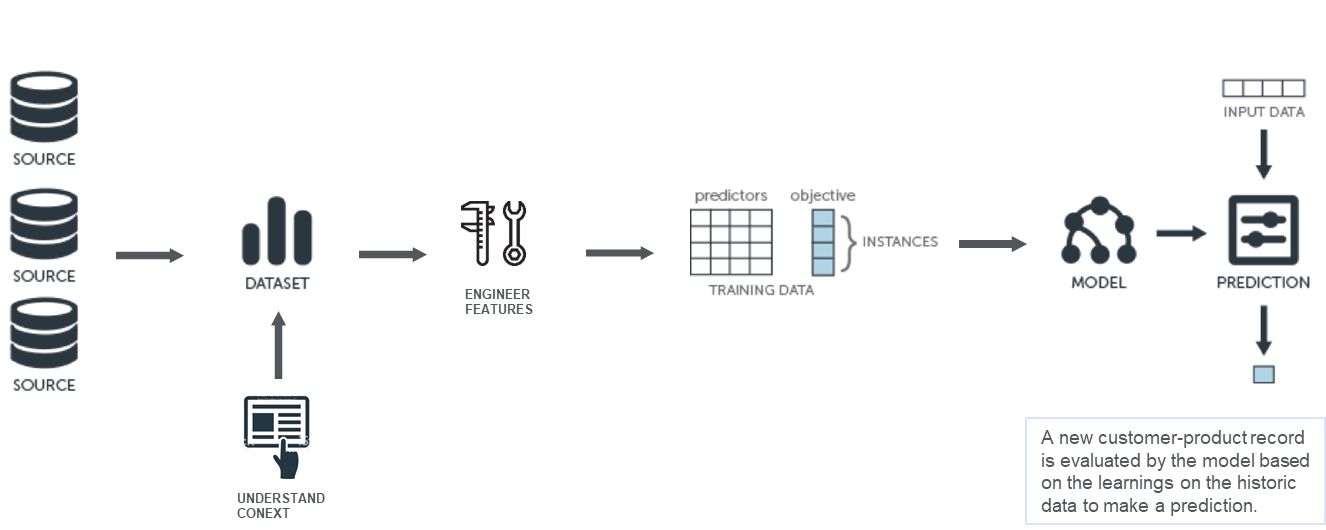 SOURCE
SOURCE
SOURCE
DATASET
UNDERSTAND
CONEXT
ENGINEER
FEATURES
predictors
objective
INSTANCES
TRAINING DATA
MODEL
INPUT DATA
PREDICTION
A new customer-product record
is evaluated by the model based
on the learnings on the historic
data to make a prediction.